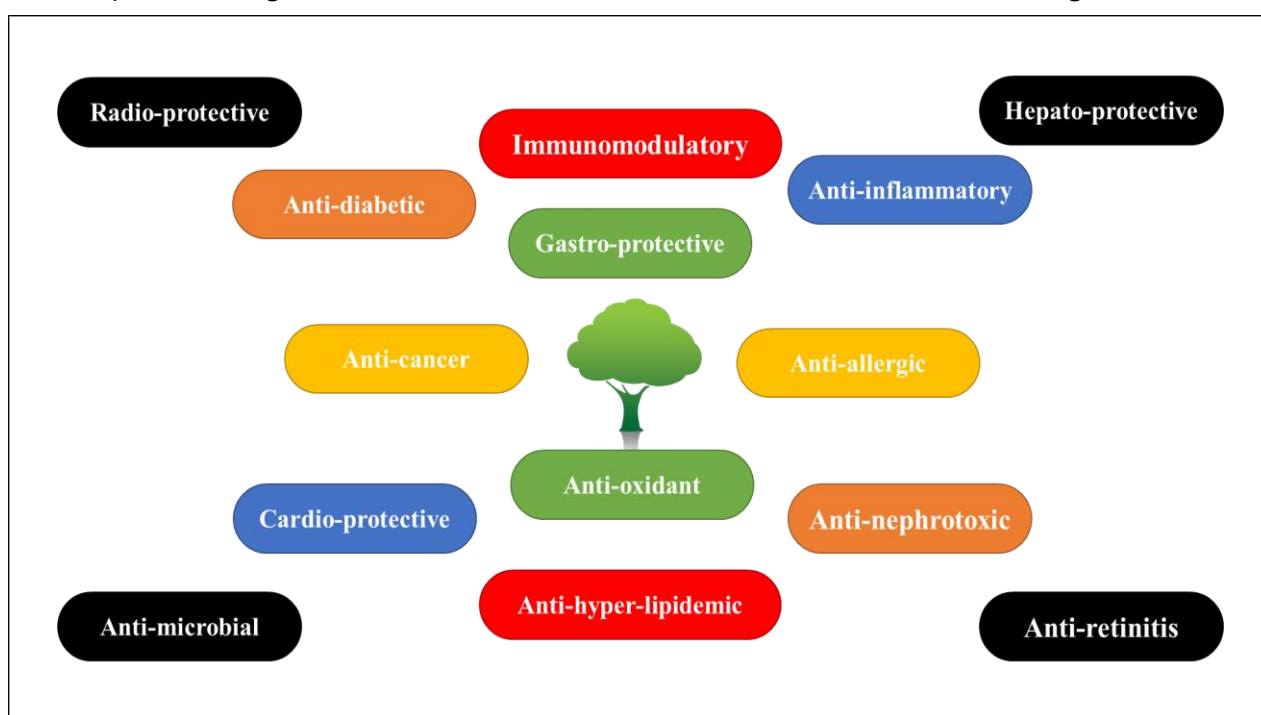 Radio-protective
Hepato-protective
Immunomodulatory
Anti-inflammatory
Anti-diabetic
Gastro-protective
Anti-cancer
Anti-allergic
Anti-oxidant
Cardio-protective
Anti-nephrotoxic
Anti-hyper-lipidemic
Anti-microbial
Anti-retinitis